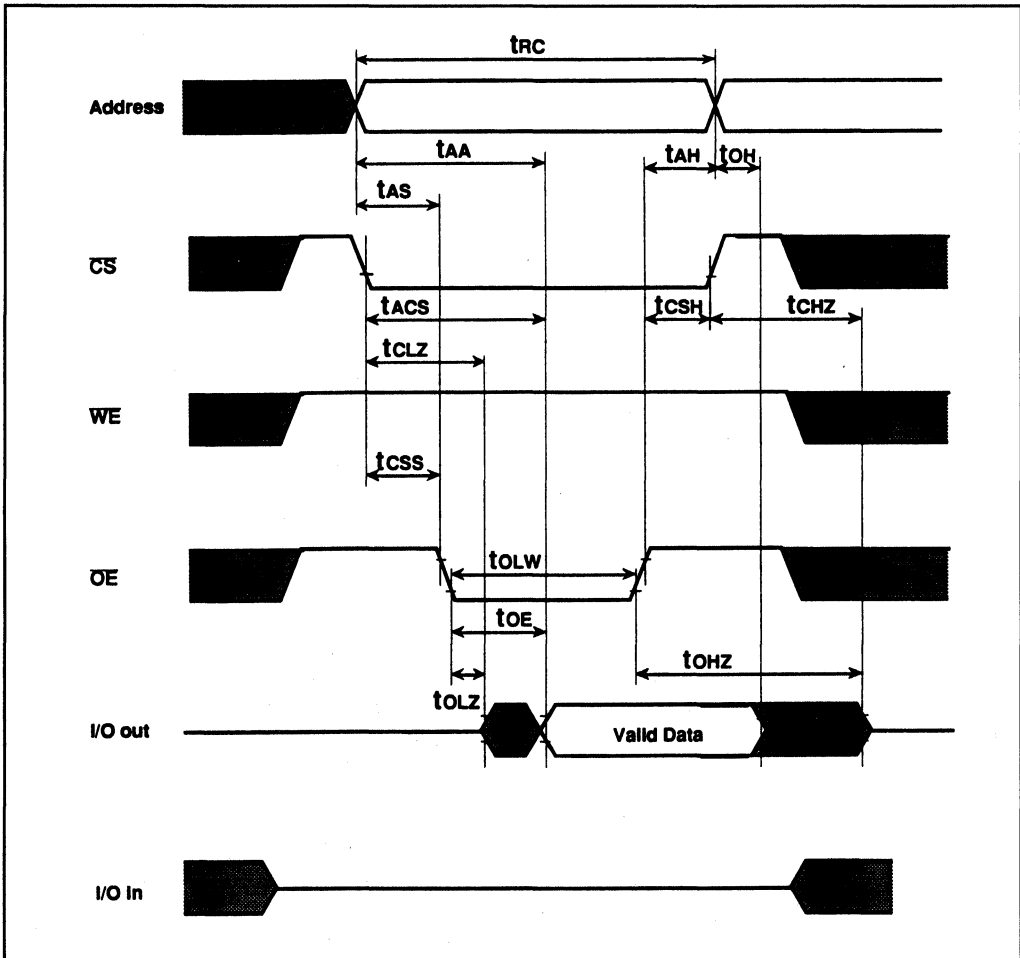 tRC
Address
tAA
tAH
tOH
tAS
CS
tACS
tCSH
tCHZ
tCLZ
WE
tCSS
OE
tOLW
tOE
tOHZ
tOLZ
I/O out
Valid Data
I/O In